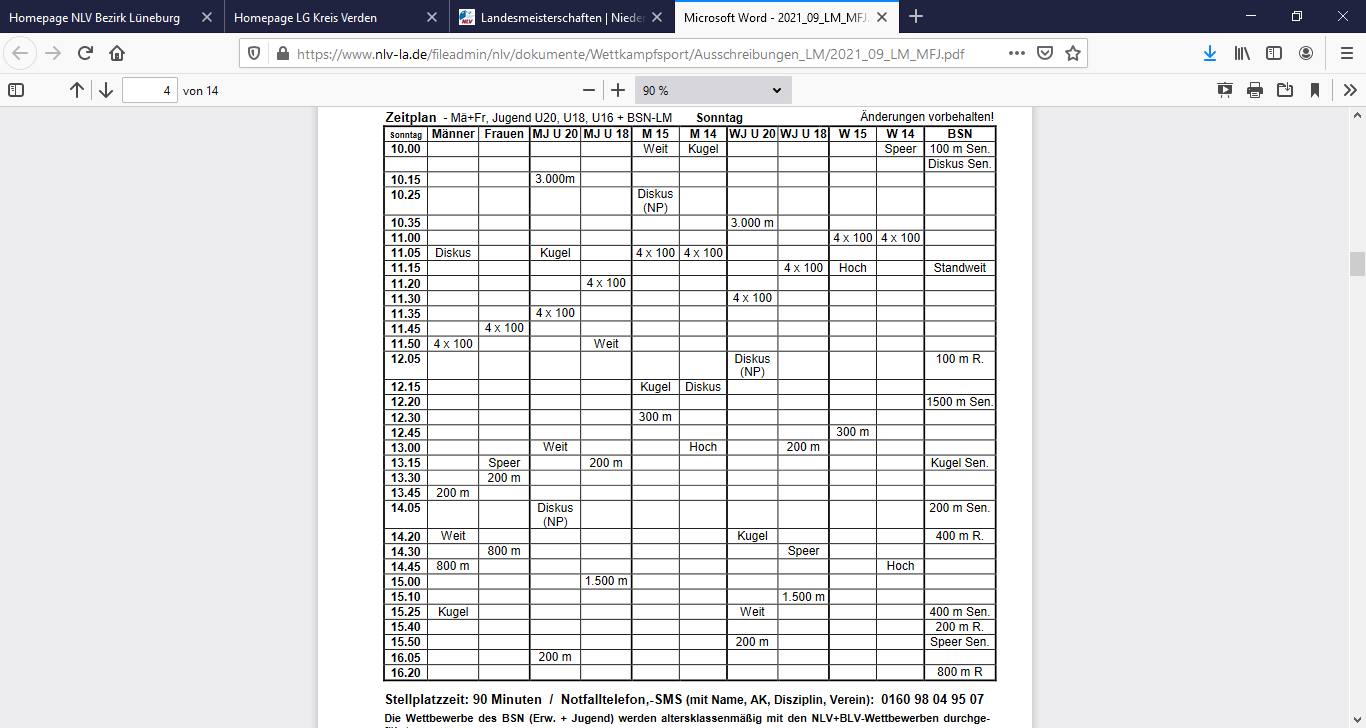 Homepage NLV Bezirk Lüneburg Homepage LG Kreis Verden Landesmeisterschaften | Niede Microsoft Word - 2021_09_LM_MFJ.
https://www.nlv-la.de/fileadmin/nlv/dokumente/Wettkampfsport/Ausschreibungen_LM/2021_09_LM_MFJ.pdf
4 von 14 90 %
Zeitplan - Mä+Fr, Jugend U20, U18, U16 + BSN-LM Sonntag Änderungen vorbehalten!
Sonntag Männer Frauen MJ U 20 MJ U 18 M 15 M 14 WJ U 20 WJ U 18 W 15 W 14 BSN
10.00 Weit Kugel Speer 100 m Sen.
Diskus Sen.
10.15 3.000m
10.25 Diskus
(NP)
10.35 3.000 m
11.00 4 x 100 4 x 100
11.05 Diskus Kugel 4 x 100 4 x 100
11.15 4 x 100 Hoch Standweit
11.20 4 x 100
11.30 4 x 100
11.35 4 x 100
11.45 4 x 100
11.50 4 x 100 Weit
12.05 Diskus 100 m R.
(NP)
12.15 Kugel Diskus
12.20 1500 m Sen.
12.30 300 m
12.45 300 m
13.00 Weit Hoch 200 m
13.15 Speer 200 m Kugel Sen.
13.30 200 m
13.45 200 m
14.05 Diskus 200 m Sen.
(NP)
14.20 Weit Kugel 400 m R.
14.30 800 m Speer
14.45 800 m Hoch
15.00 1.500 m
15.10 1.500 m
15.25 Kugel Weit 400 m Sen.
15.40 200 m R.
15.50 200 m Speer Sen.
16.05 200 m
16.20 800 m R
Stellplatzzeit: 90 Minuten / Notfalltelefon,-SMS (mit Name, AK, Disziplin, Verein): 0160 98 04 95 07
Die Wettbewerbe des BSN (Erw. + Jugend) werden altersklassenmäßig mit den NLV+BLV-Wettbewerben durchge-